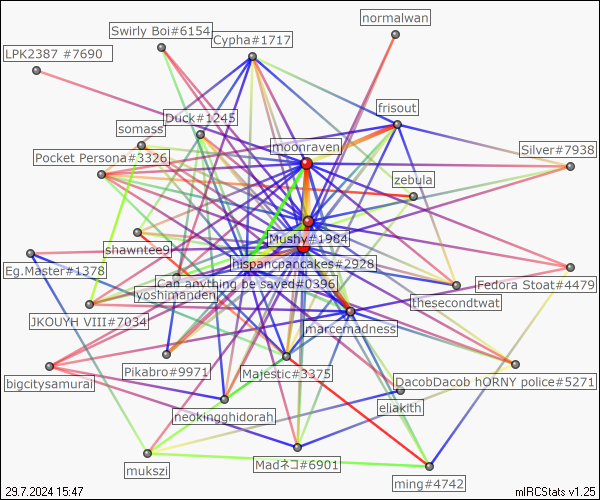 normalwan
Swirly Boi#6154
Cypha#1717
LPK2387 #7690
frisout
Duck#1245
somass
moonraven
Silver#7938
Pocket Persona#3326
zebula
Mushy#1984
shawntee9
hispancpancakes#2928
Eg.Master#1378
Can anything be saved#0396
Fedora Stoat#4479
yoshimanden
thesecondtwat
JKOUYH VIII#7034
marcemadness
Pikabro#9971
Majestic#3375
bigcitysamurai
DacobDacob hORNY police#5271
eliakith
neokingghidorah
mukszi
Madネコ#6901
ming#4742
29.7.2024 15:47
mIRCStats v1.25